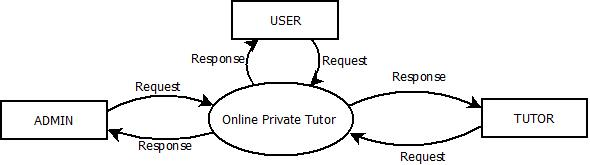 USER
Response
Request
Request
Response
ADMIN
Online Private Tutor
TUTOR
Response
Request